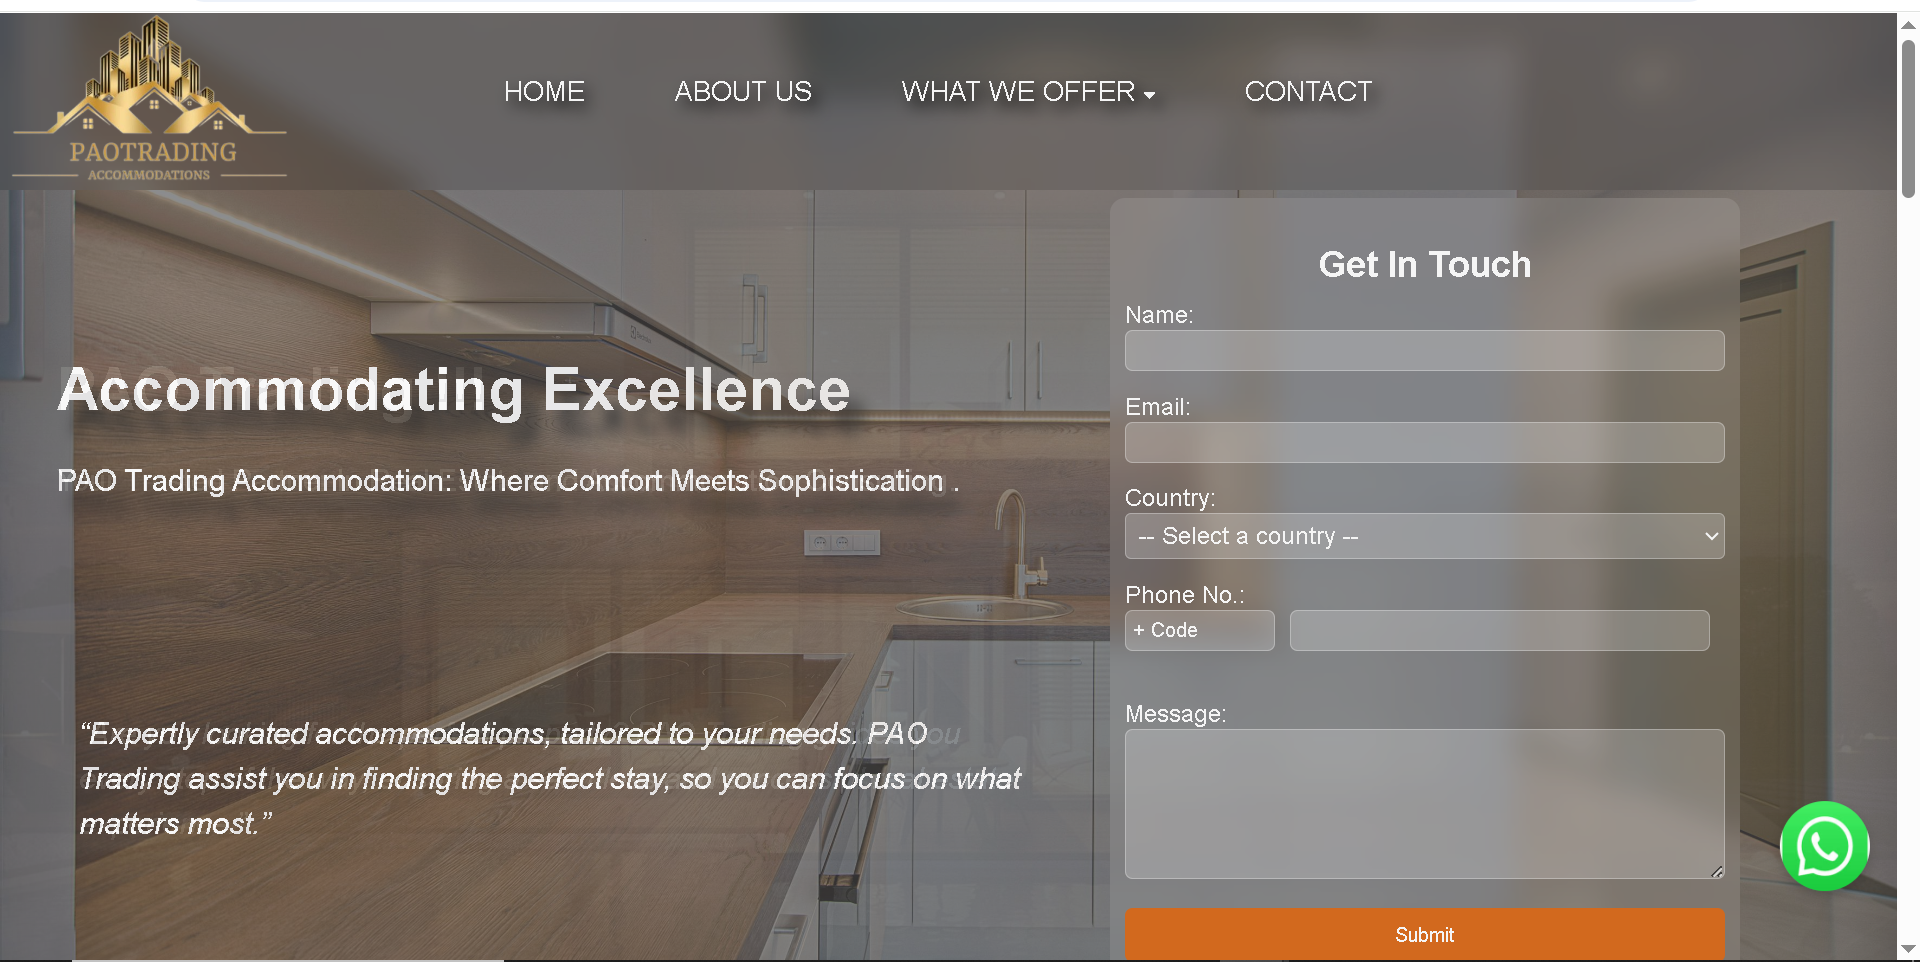 PAOTRADING
ACCOMMODATIONS
HOME
ABOUT US
WHAT WE OFFER
CONTACT
Accommodating Excellence
PAO Trading Accommodation: Where Comfort Meets Sophistication .
“Expertly curated accommodations, tailored to your needs. PAO
Trading assist you in finding the perfect stay, so you can focus on what
matters most.”
Get In Touch
Name:
Email:
Country:
-- Select a country --
Phone No.:
+ Code
Message:
Submit